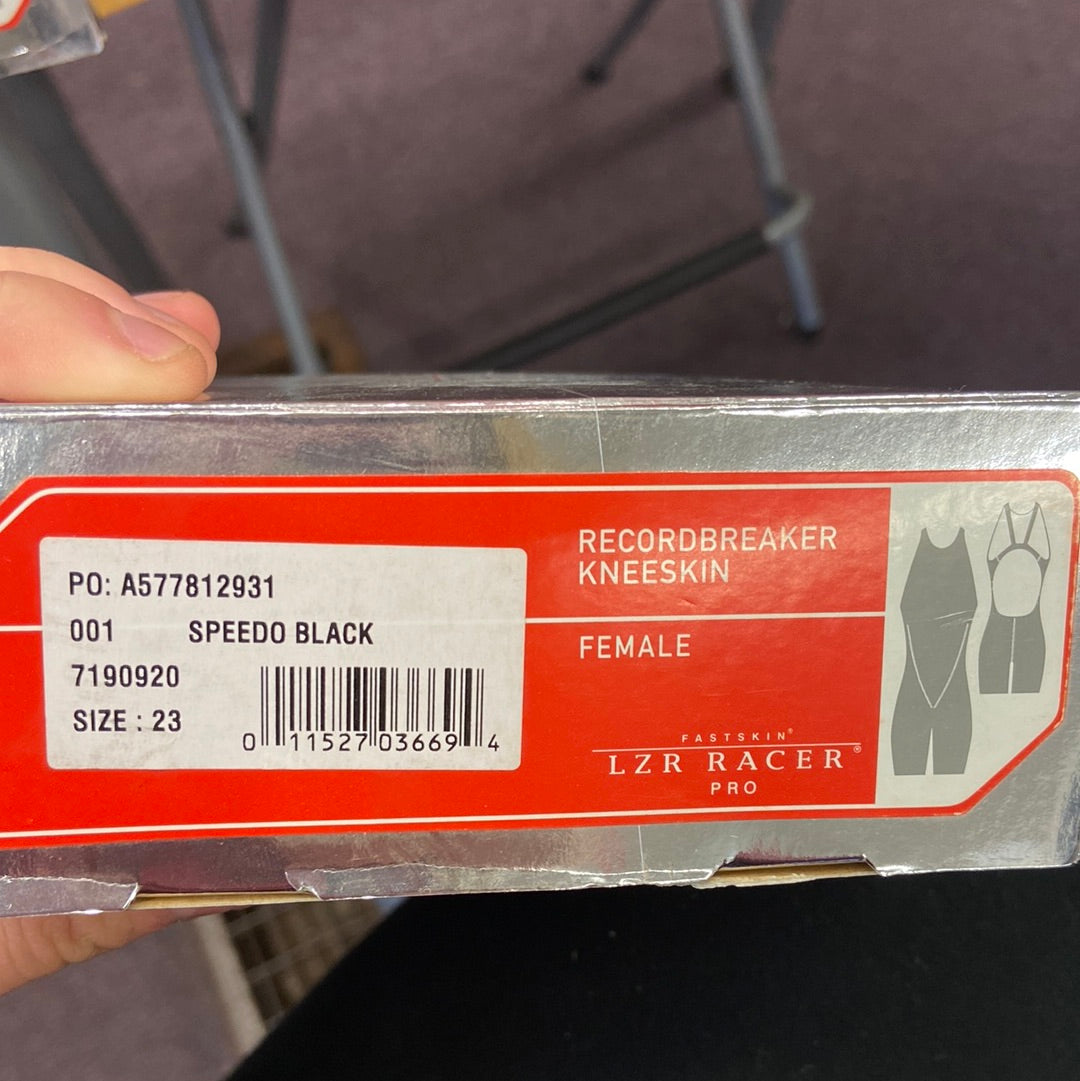 PO: A577812931
001 SPEEDO BLACK
7190920
SIZE : 23
0 11527 03669 4
RECORDBREAKER
KNEESKIN
FEMALE
FASTSKIN®
LZR RACER®
PRO